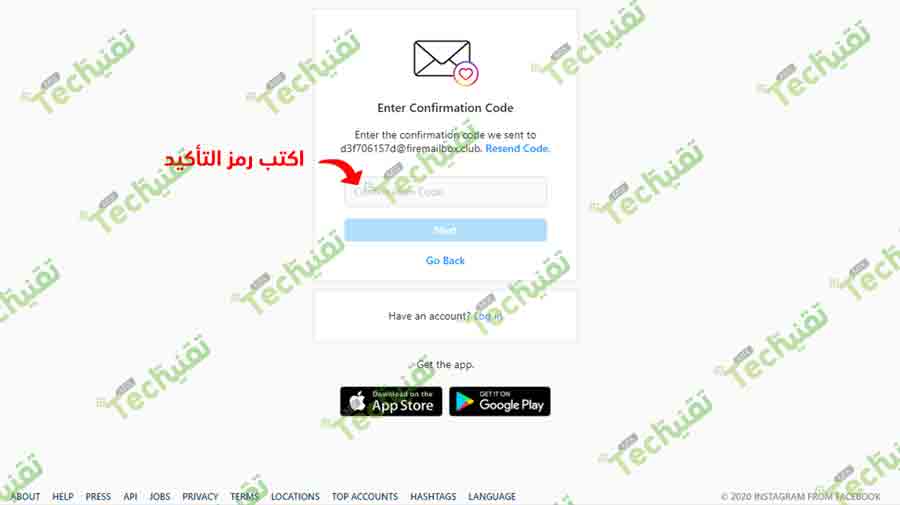 Enter Confirmation Code
Enter the confirmation code we sent to
d3f706157d@firemailbox.club. Resend Code.
اكتب رمز التأكيد
Confirmation Code
Next
Go Back
Have an account? Log in
Get the app.
Download on the
App Store
GET IT ON
Google Play
ABOUT HELP PRESS API JOBS PRIVACY TERMS LOCATIONS TOP ACCOUNTS HASHTAGS LANGUAGE
© 2020 INSTAGRAM FROM FACEBOOK
تقنيتك
Tech